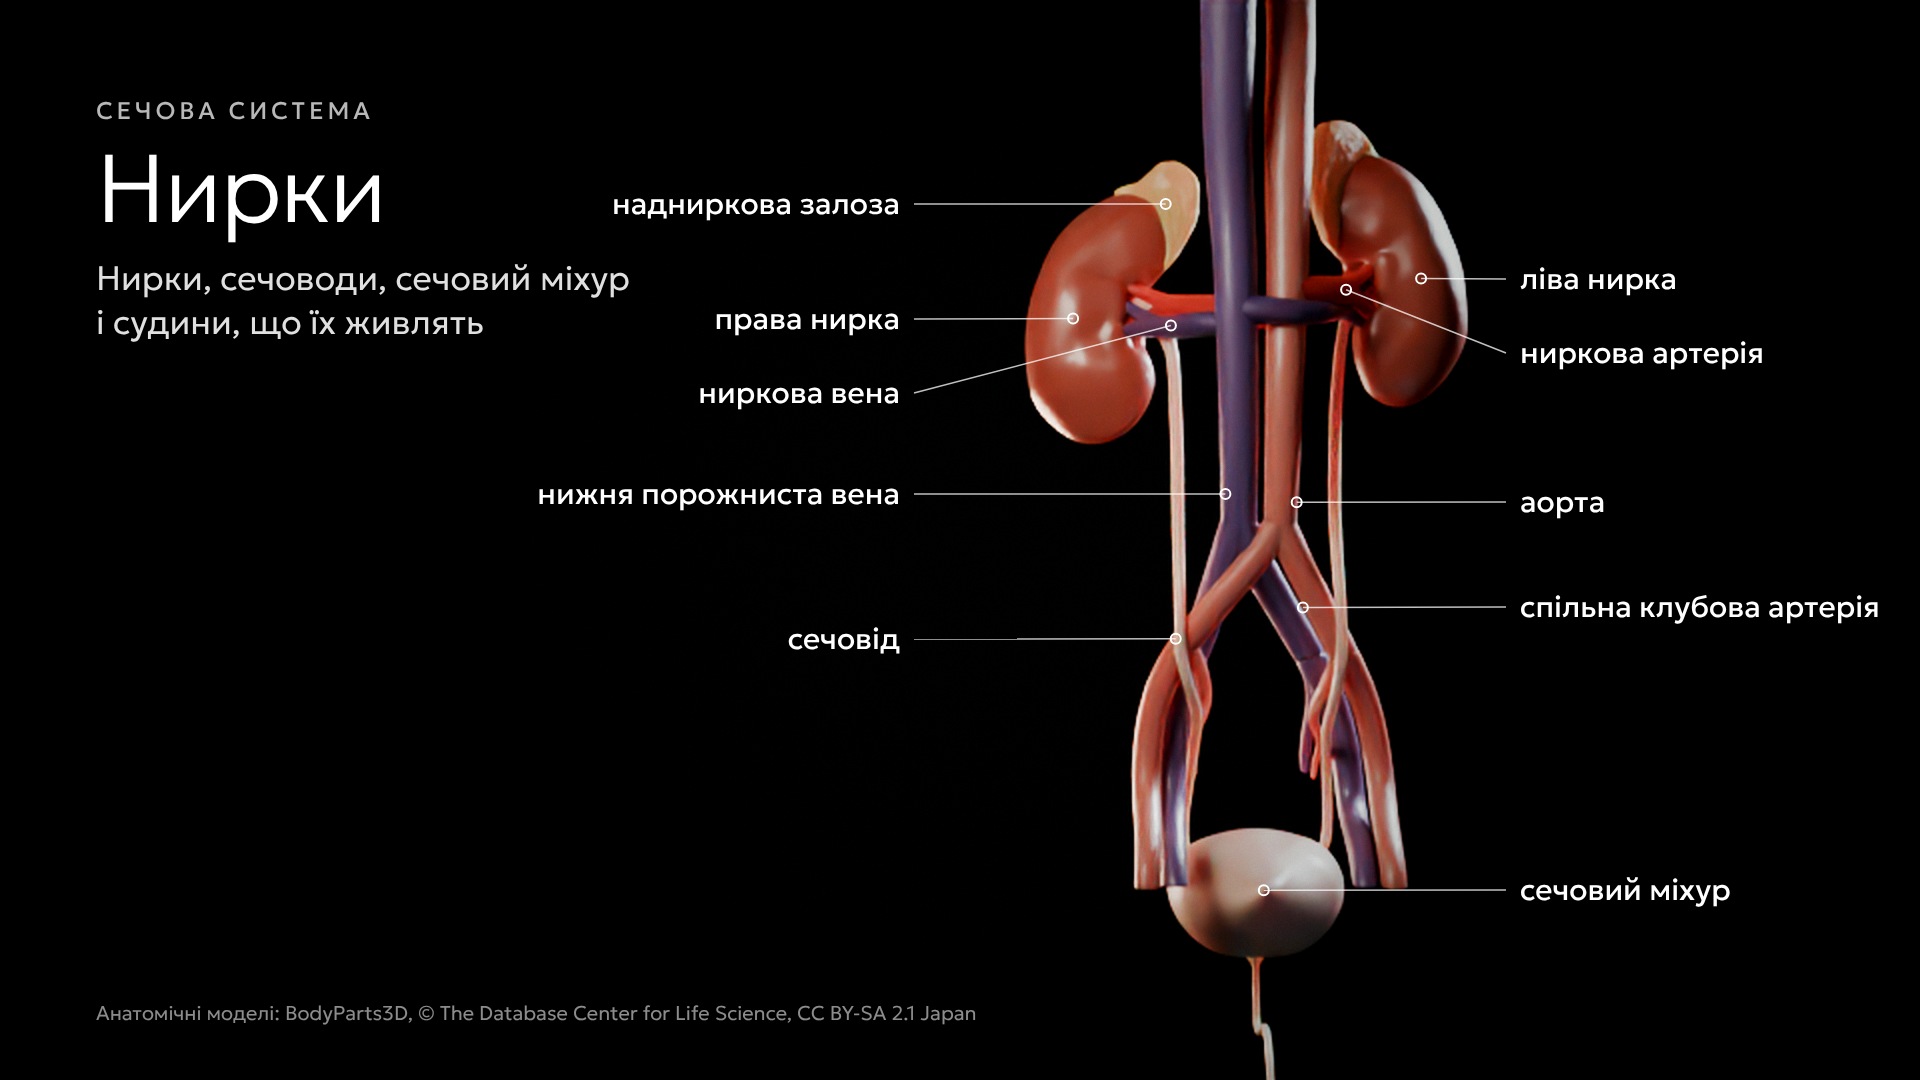 СЕЧОВА СИСТЕМА
Нирки
Нирки, сечоводи, сечовий міхур
і судини, що їх живлять
надниркова залоза
права нирка
ниркова вена
нижня порожниста вена
сечовід
ліва нирка
ниркова артерія
аорта
спільна клубова артерія
сечовий міхур
Анатомічні моделі: BodyParts3D, © The Database Center for Life Science, CC BY-SA 2.1 Japan